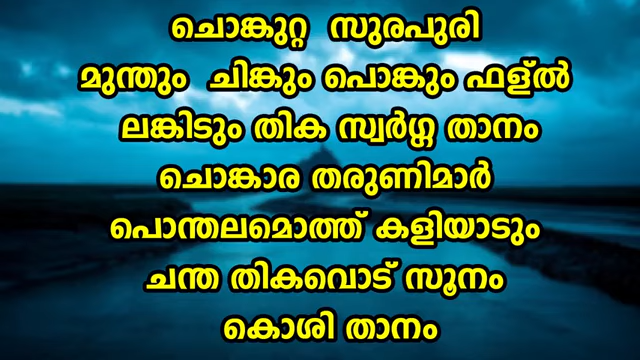 ചൊങ്കുറ്റ സുരപുരി
മുന്തും ചിങ്കും പൊങ്കും ഫള്ൽ
ലങ്കിടും തിക സ്വർഗ്ഗ താനം
ചൊങ്കാര തരുണിമാർ
പൊന്തലമൊത്ത് കളിയാടും
ചന്ത തികവൊട് സൂനം
കൊശി താനം